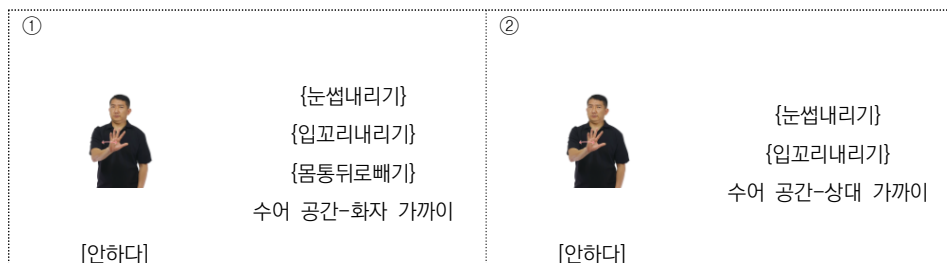 ①
{눈썹내리기}
{입꼬리내리기}
{몸통뒤로빼기}
수어 공간-화자 가까이
[안하다]
②
{눈썹내리기}
{입꼬리내리기}
수어 공간-상대 가까이
[안하다]